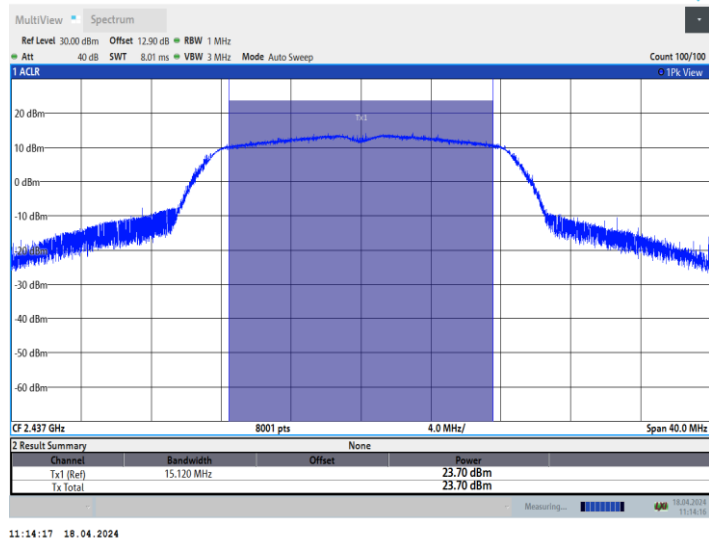 MultiView Spectrum
Ref Level 30.00 dBm Offset 12.90 dB RBW 1 MHz
Att 40 dB SWT 8.01 ms VBW 3 MHz Mode Auto Sweep Count 100/100
1 ACLR 1Pk View
Tx1
20 dBm
10 dBm
0 dBm
-10 dBm
-20 dBm
-30 dBm
-40 dBm
-50 dBm
-60 dBm
CF 2.437 GHz 8001 pts 4.0 MHz/ Span 40.0 MHz
2 Result Summary None
Channel Bandwidth Offset Power
Tx1 (Ref) 15.120 MHz 23.70 dBm
Tx Total 23.70 dBm
Measuring... 18.04.2024
11:14:16
11:14:17 18.04.2024